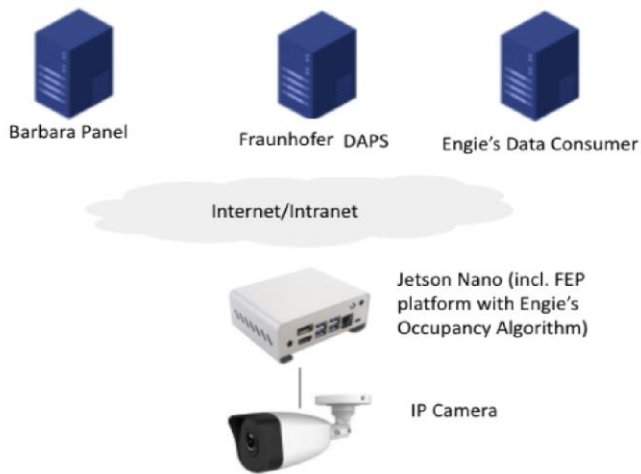 Barbara Panel
Fraunhofer DAPS
Engie's Data Consumer
Internet/Intranet
Jetson Nano (incl. FEP
platform with Engie's
Occupancy Algorithm)
IP Camera